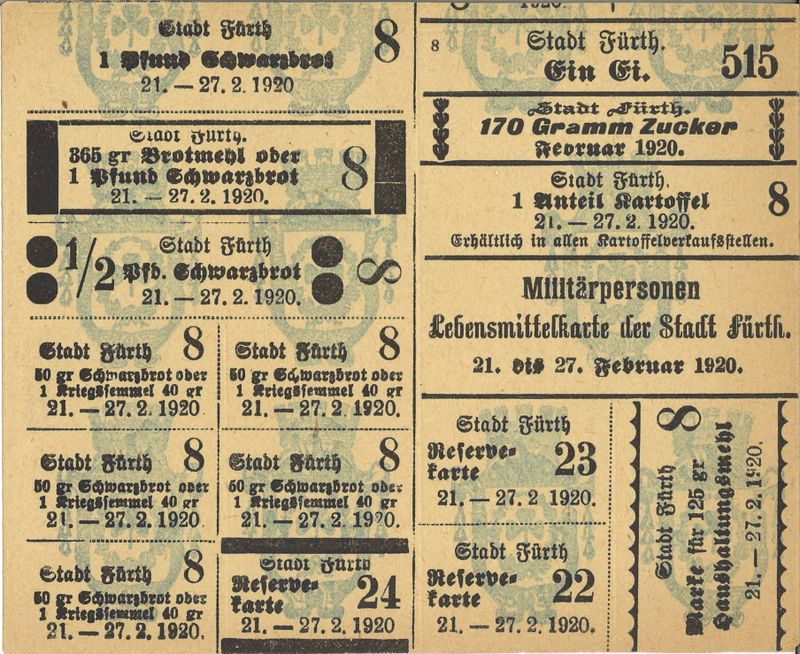 Stadt Fürth
8
1 Pfund Schwarzbrot
21. — 27. 2. 1920
Stadt Fürth.
365 gr Brotmehl oder
8
1 Pfund Schwarzbrot
21. — 27. 2. 1920.
1/2
Stadt Fürth
Pfd. Schwarzbrot
8
21. — 27. 2. 1920.
Stadt Fürth 8
50 gr Schwarzbrot oder
1 Kriegssemmel 40 gr
21. — 27. 2. 1920
Stadt Fürth 8
50 gr Schwarzbrot oder
1 Kriegssemmel 40 gr
21. — 27. 2. 1920.
Stadt Fürth 8
50 gr Schwarzbrot oder
1 Kriegssemmel 40 gr
21. — 27. 2. 1920
Stadt Fürth 8
50 gr Schwarzbrot oder
1 Kriegssemmel 40 gr
21. — 27. 2. 1920.
Stadt Fürth 8
50 gr Schwarzbrot oder
1 Kriegssemmel 40 gr
21. — 27. 2. 1920.
Stadt Fürth
Reserve-
karte
24
21. — 27. 2. 1920
1920.
8
Stadt Fürth.
515
Ein Ei.
Stadt Fürth.
170 Gramm Zucker
Februar 1920.
Stadt Fürth.
1 Anteil Kartoffel
8
21. — 27. 2. 1920.
Erhältlich in allen Kartoffelverkaufsstellen.
Militärpersonen
Lebensmittelkarte der Stadt Fürth.
21. bis 27. Februar 1920.
Stadt Fürth
Reserve-
karte
23
21. — 27. 2 1920.
Stadt Fürth
Reserve-
karte
22
21. — 27. 2. 1920.
8
Stadt Fürth
Marke für 125 gr
Haushaltungsmehl
21. — 27. 2. 1920.